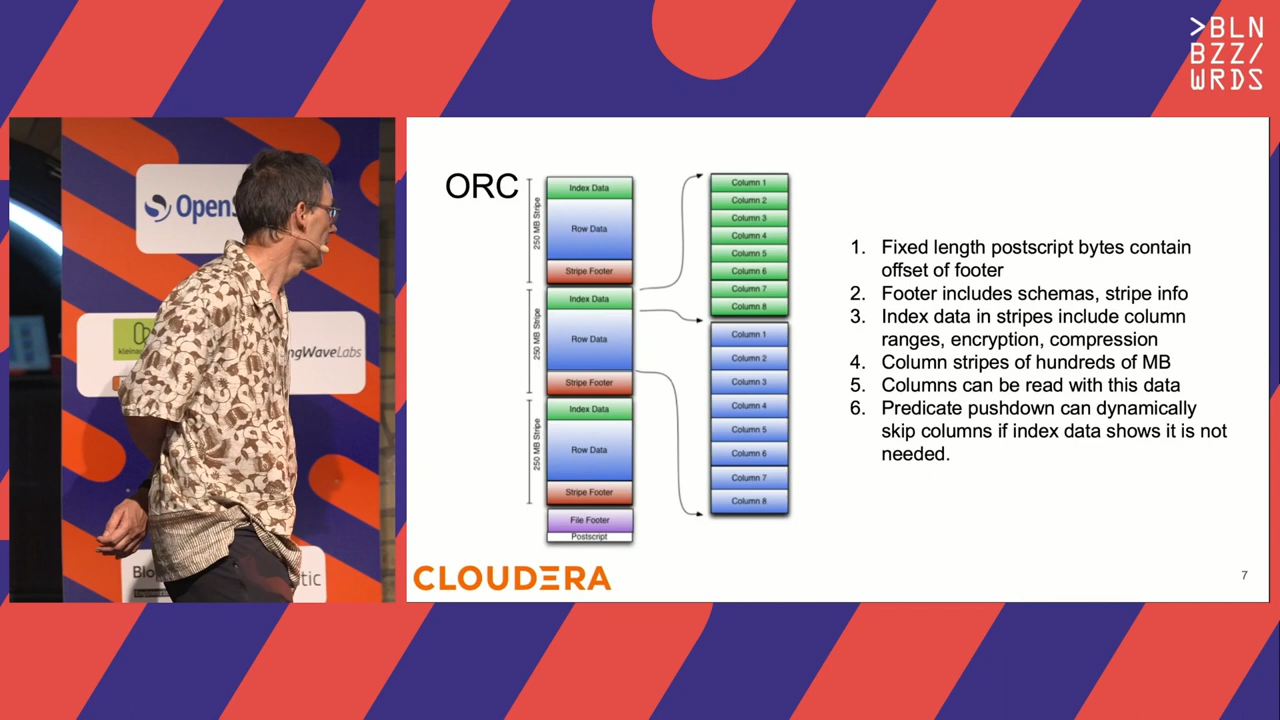 >BLN
BZZ/
WRDS
OpenS
kleina
ngWaveLabs
Blo
tic
ORC
250 MB Stripe
Index Data
Row Data
Stripe Footer
250 MB Stripe
Index Data
Row Data
Stripe Footer
250 MB Stripe
Index Data
Row Data
Stripe Footer
File Footer
Postscript
Column 1
Column 2
Column 3
Column 4
Column 5
Column 6
Column 7
Column 8
Column 1
Column 2
Column 3
Column 4
Column 5
Column 6
Column 7
Column 8
1. Fixed length postscript bytes contain
offset of footer
2. Footer includes schemas, stripe info
3. Index data in stripes include column
ranges, encryption, compression
4. Column stripes of hundreds of MB
5. Columns can be read with this data
6. Predicate pushdown can dynamically
skip columns if index data shows it is not
needed.
CLOUDERA
7